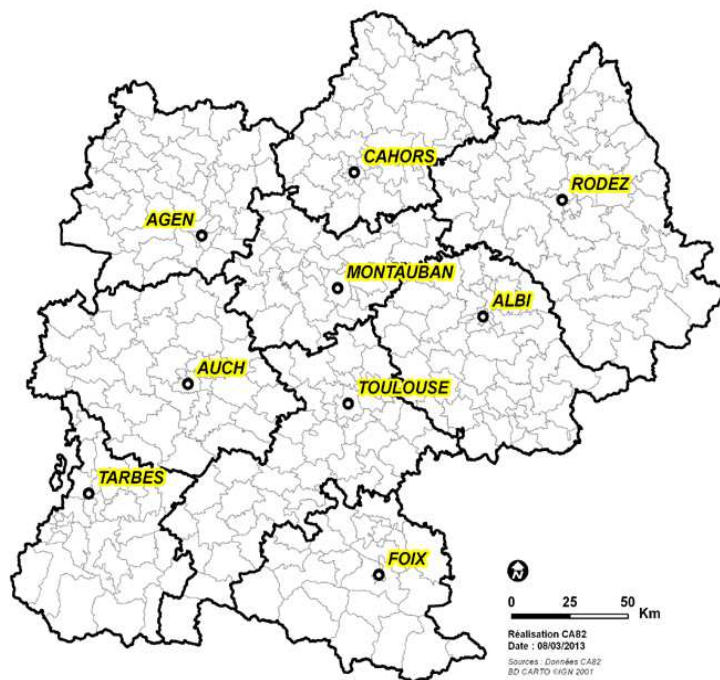 CAHORS
RODEZ
AGEN
MONTAUBAN
ALBI
AUCH
TOULOUSE
TARBES
FOIX
N
0 25 50 Km
Réalisation CA82
Date : 08/03/2013
Sources : Données CA82
BD CARTO ©IGN 2001